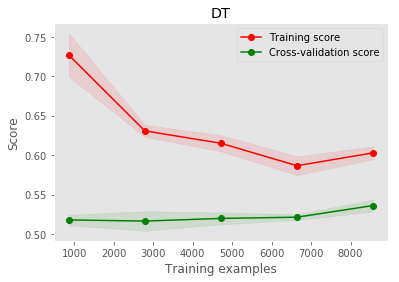 DT
Training score
Cross-validation score
0.75
0.70
0.65
0.60
0.55
0.50
Score
1000 2000 3000 4000 5000 6000 7000 8000
Training examples